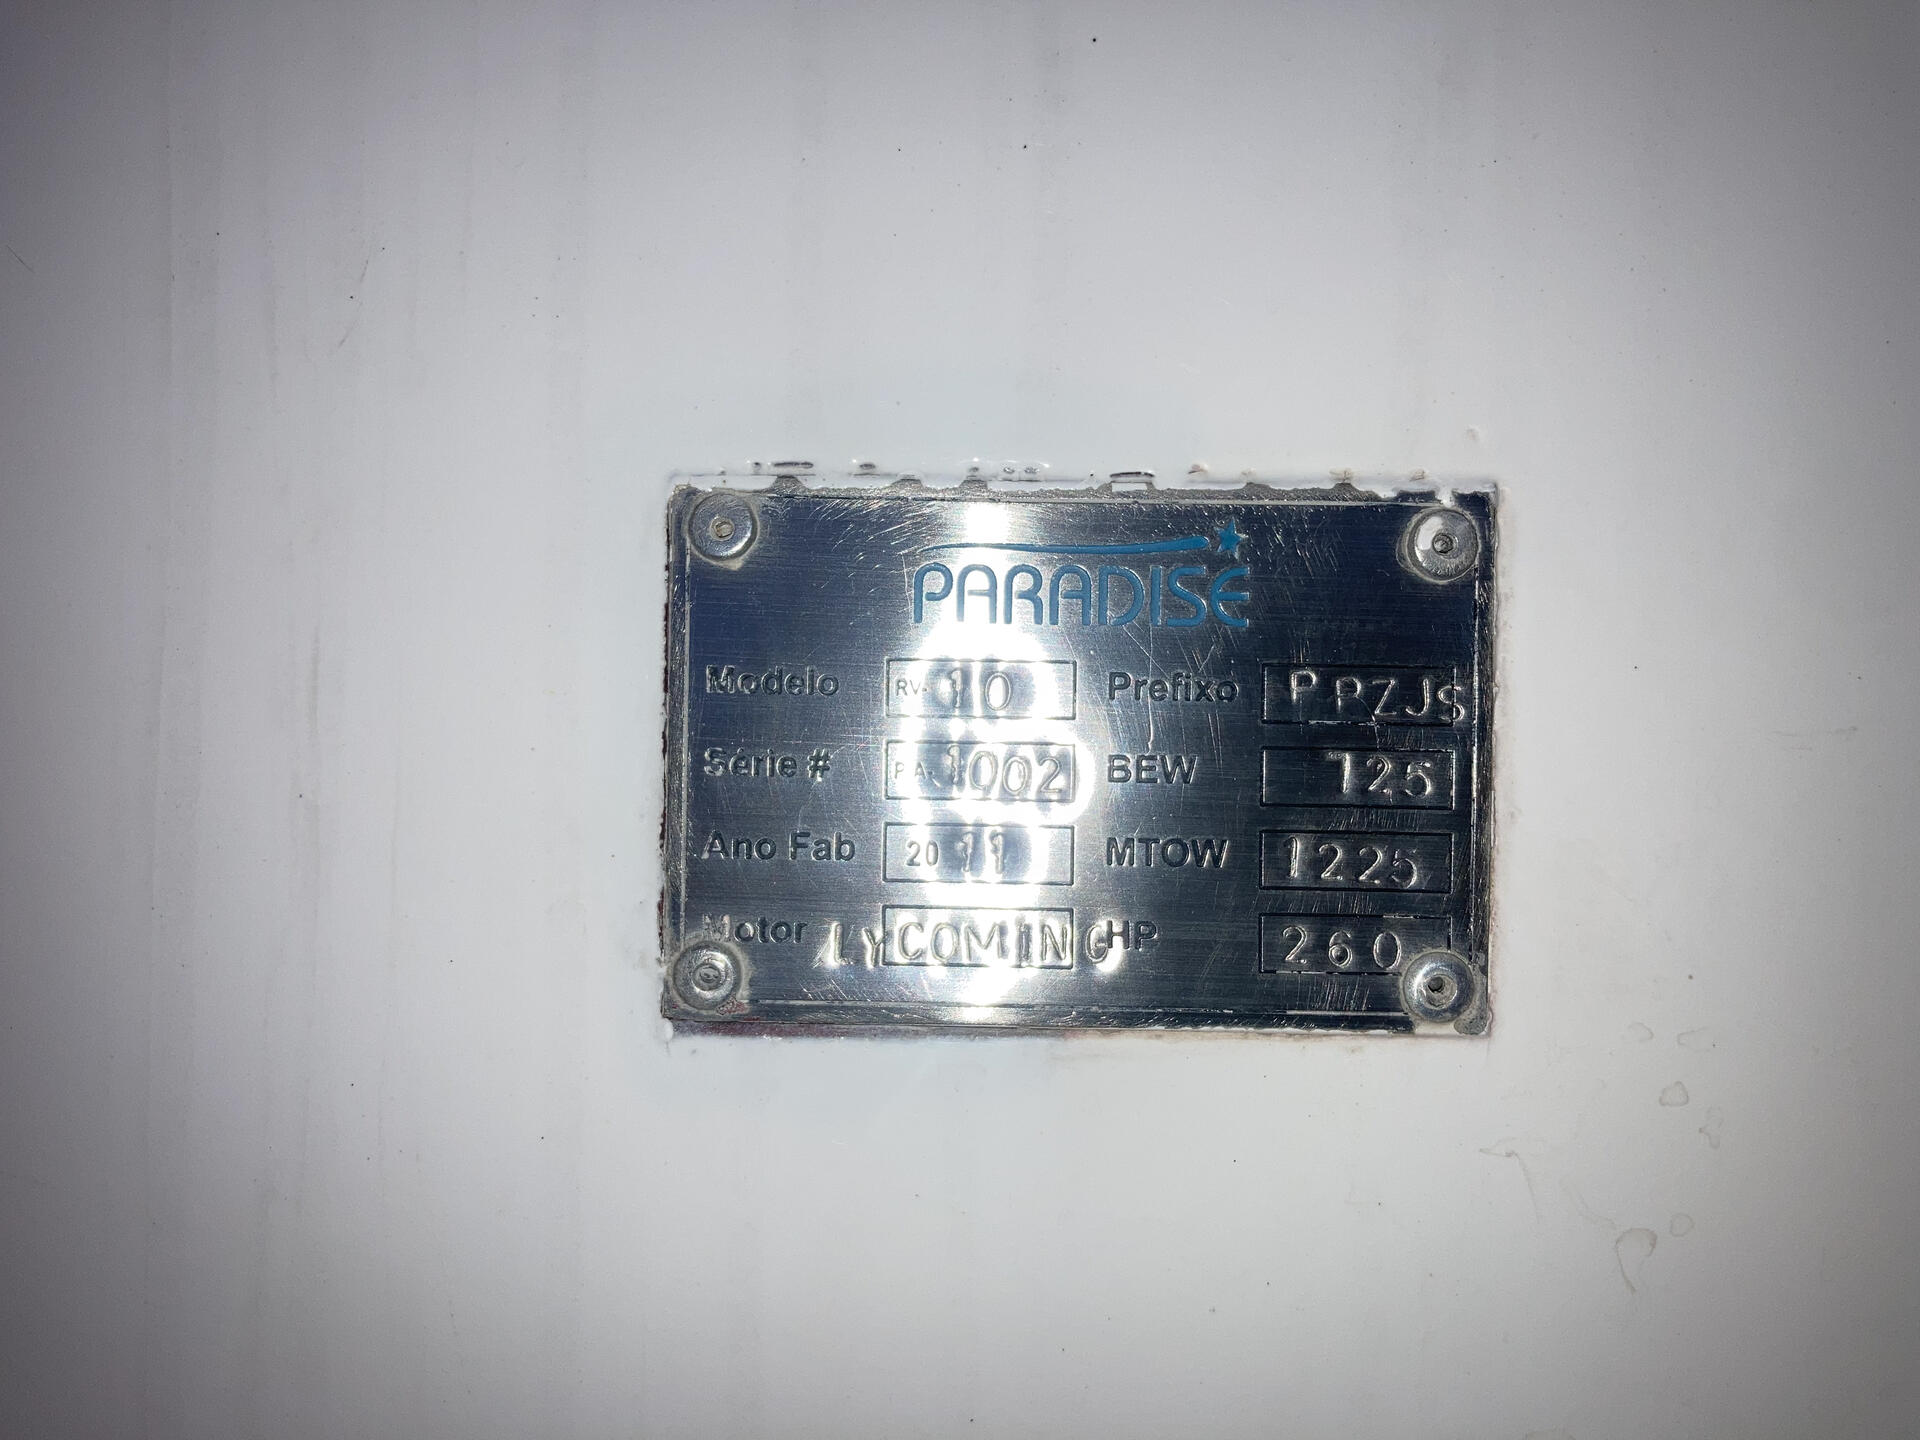 PARADISE
Modelo RV-10 Prefixo PPZJS
Série # PA-1002 BEW 725
Ano Fab 2011 MTOW 1225
Motor LYCOMING HP 260